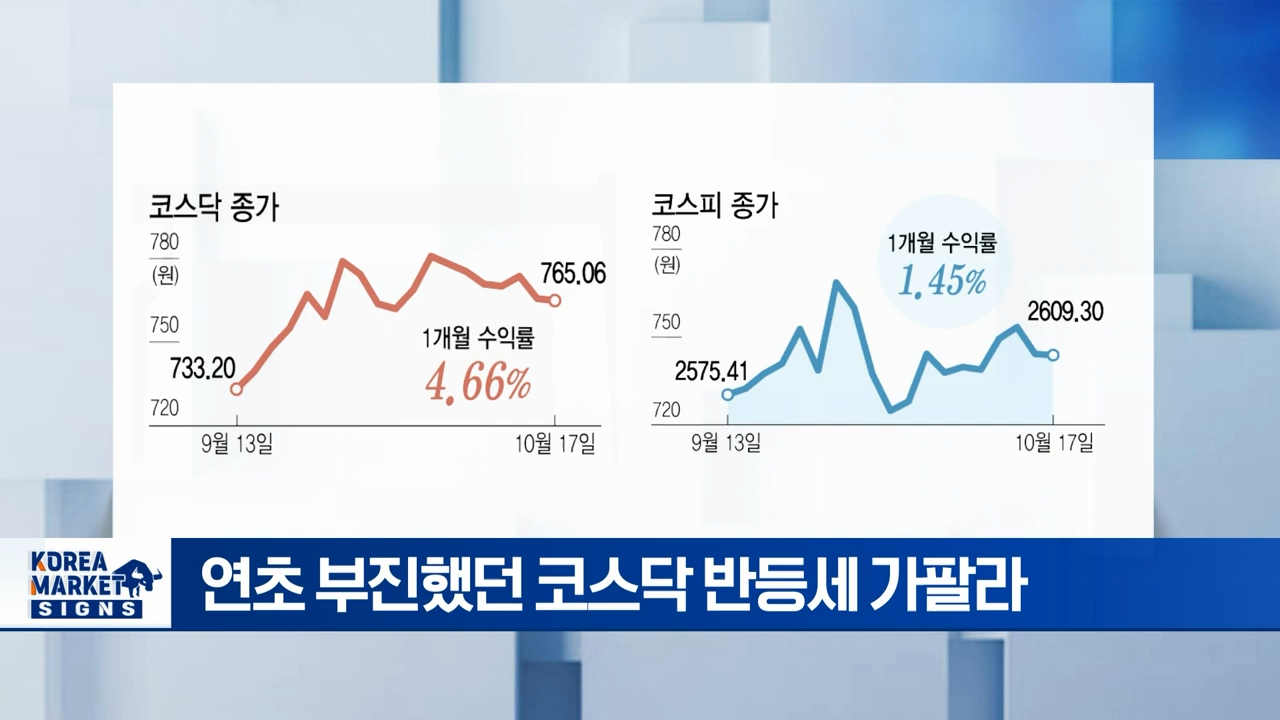 코스닥 종가
780
(원)
750
720
733.20
765.06
1개월 수익률
4.66%
9월 13일
10월 17일
코스피 종가
780
(원)
750
720
2575.41
2609.30
1개월 수익률
1.45%
9월 13일
10월 17일
KOREA
MARKET
SIGNS
연초 부진했던 코스닥 반등세 가팔라